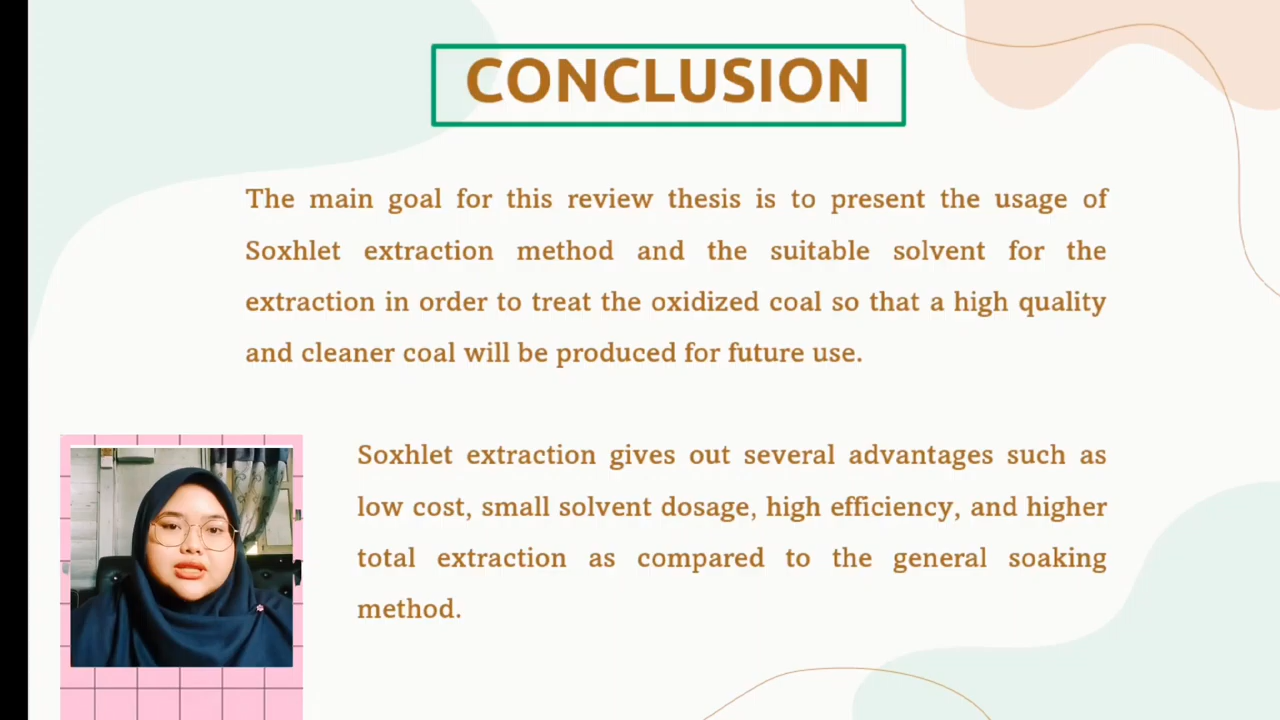 CONCLUSION
The main goal for this review thesis is to present the usage of
Soxhlet extraction method and the suitable solvent for the
extraction in order to treat the oxidized coal so that a high quality
and cleaner coal will be produced for future use.
Soxhlet extraction gives out several advantages such as
low cost, small solvent dosage, high efficiency, and higher
total extraction as compared to the general soaking
method.